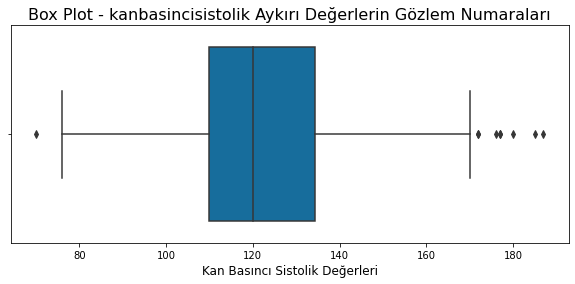 Box Plot - kanbasincisistolik Aykırı Değerlerin Gözlem Numaraları
80 100 120 140 160 180
Kan Basıncı Sistolik Değerleri